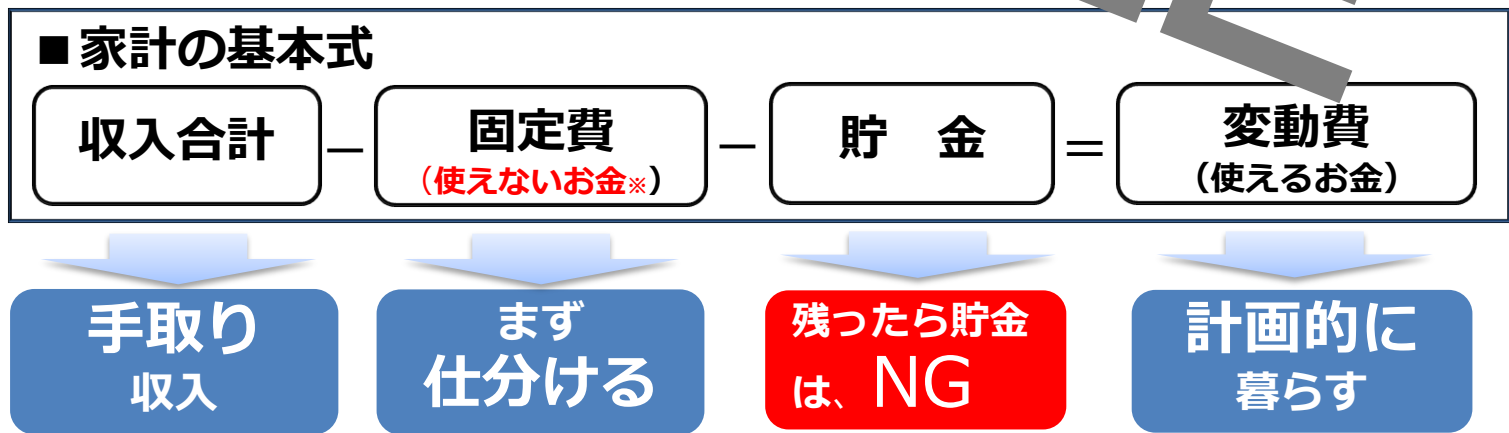 ■家計の基本式
収入合計 − 固定費 − 貯　金 = 変動費
（使えないお金※） （使えるお金）
手取り まず 残ったら貯金 計画的に
収入 仕分ける は、NG 暮らす